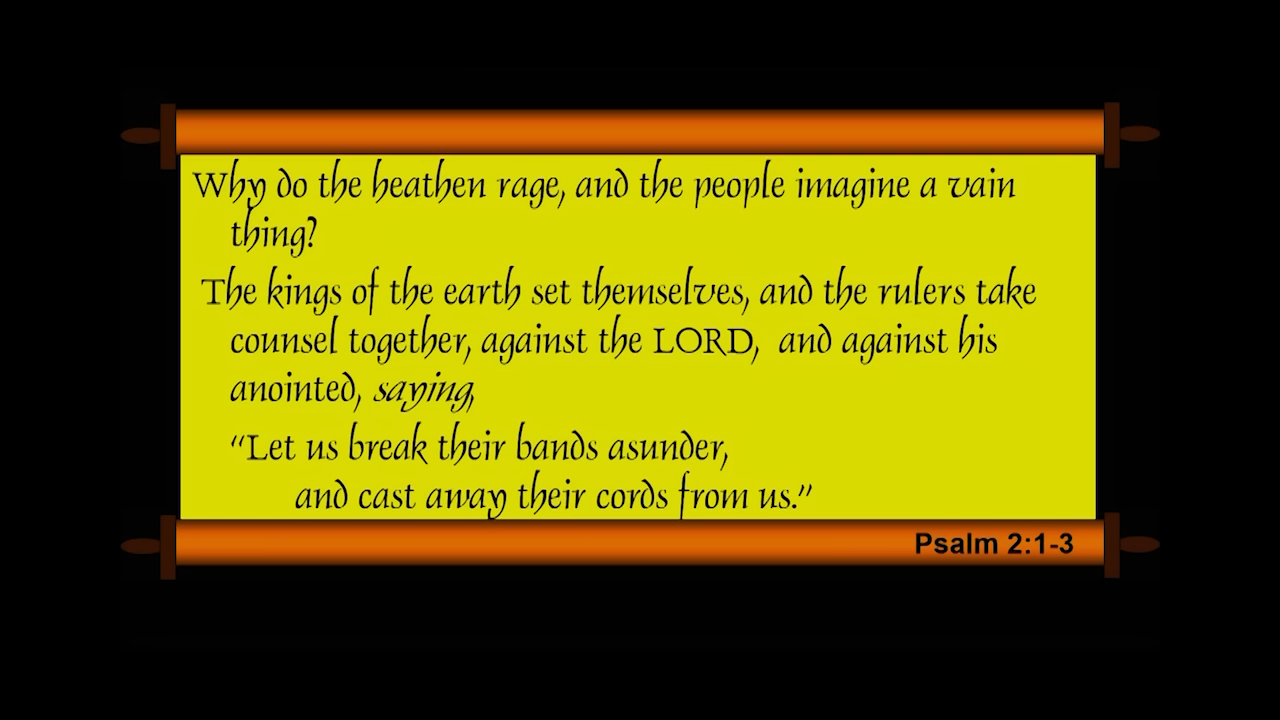 Why do the heathen rage, and the people imagine a vain
thing?
The kings of the earth set themselves, and the rulers take
counsel together, against the LORD, and against his
anointed, saying,
“Let us break their bands asunder,
and cast away their cords from us.”
Psalm 2:1-3